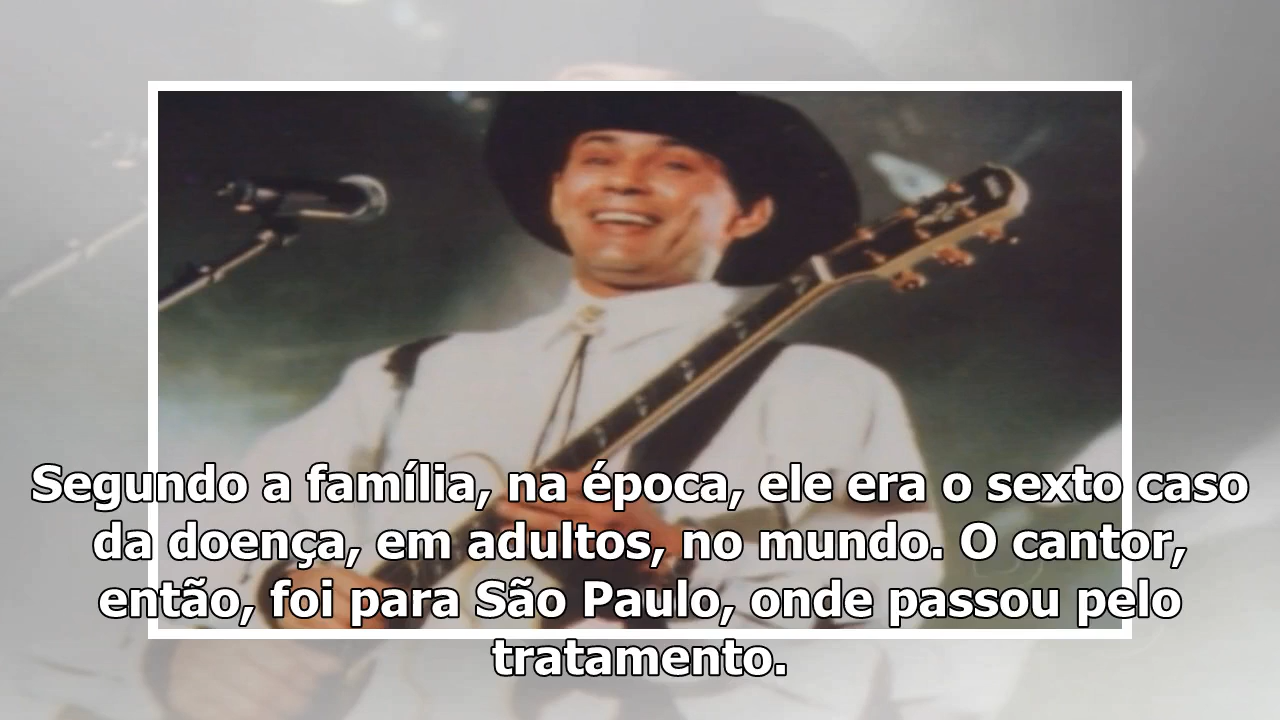 Segundo a família, na época, ele era o sexto caso
da doença, em adultos, no mundo. O cantor,
então, foi para São Paulo, onde passou pelo
tratamento.